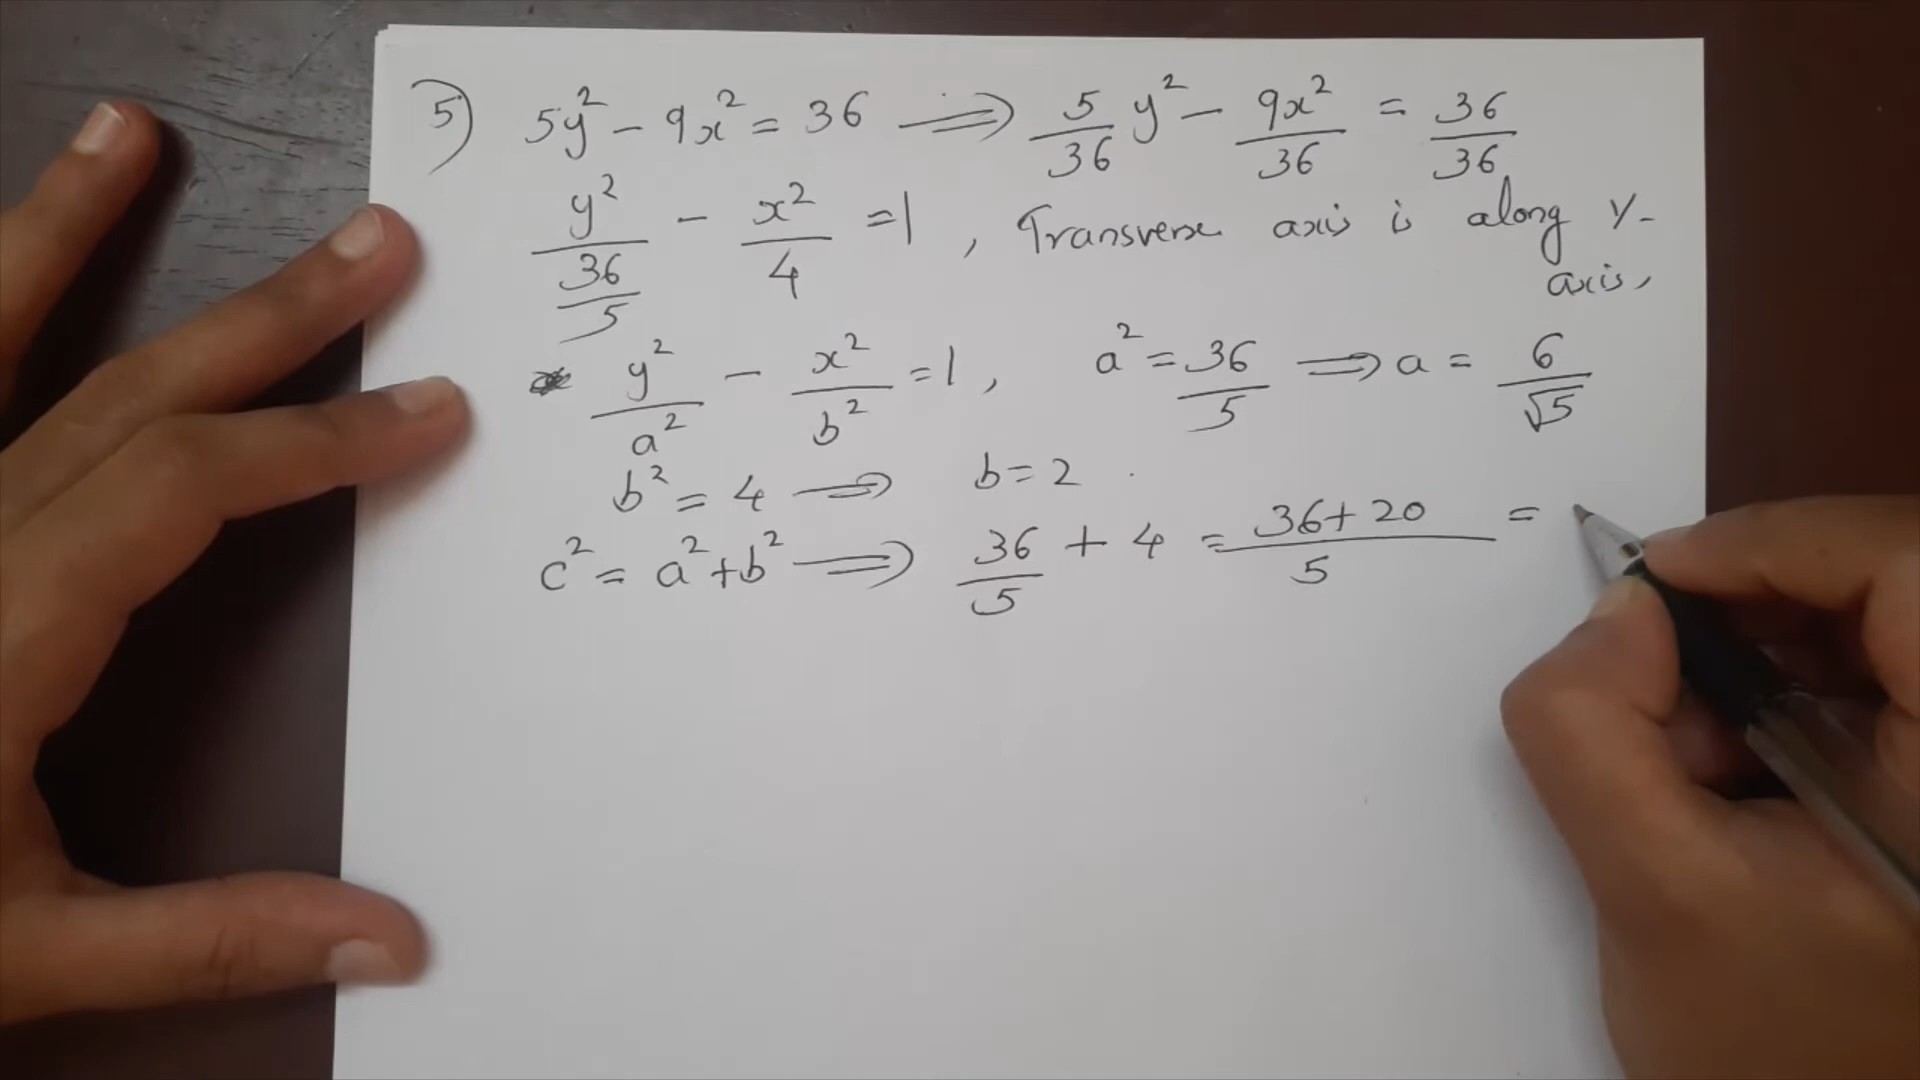 5) 5y² - 9x² = 36 ⟹ 5/36 y² - 9x²/36 = 36/36
y²/(36/5) - x²/4 = 1, Transverse axis is along Y-
axis,
y²/a² - x²/b² = 1, a² = 36/5 ⟹ a = 6/√5
b² = 4 ⟹ b = 2
c² = a² + b² ⟹ 36/5 + 4 = (36+20)/5 =